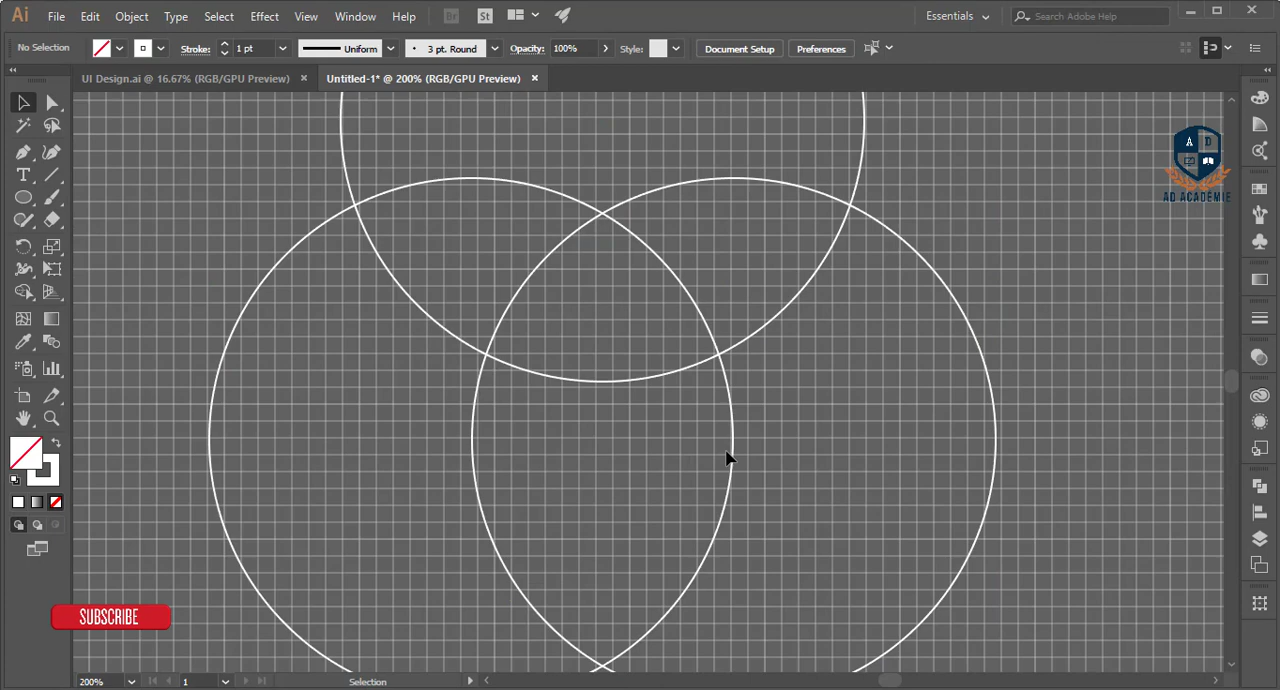 Ai File Edit Object Type Select Effect View Window Help Br St Essentials Search Adobe Help
No Selection Stroke: 1 pt Uniform 3 pt. Round Opacity: 100% Style: Document Setup Preferences
UI Design.ai @ 16.67% (RGB/GPU Preview) × Untitled-1* @ 200% (RGB/GPU Preview) ×
A D
AD ACADEMIE
SUBSCRIBE
200% 1 Selection